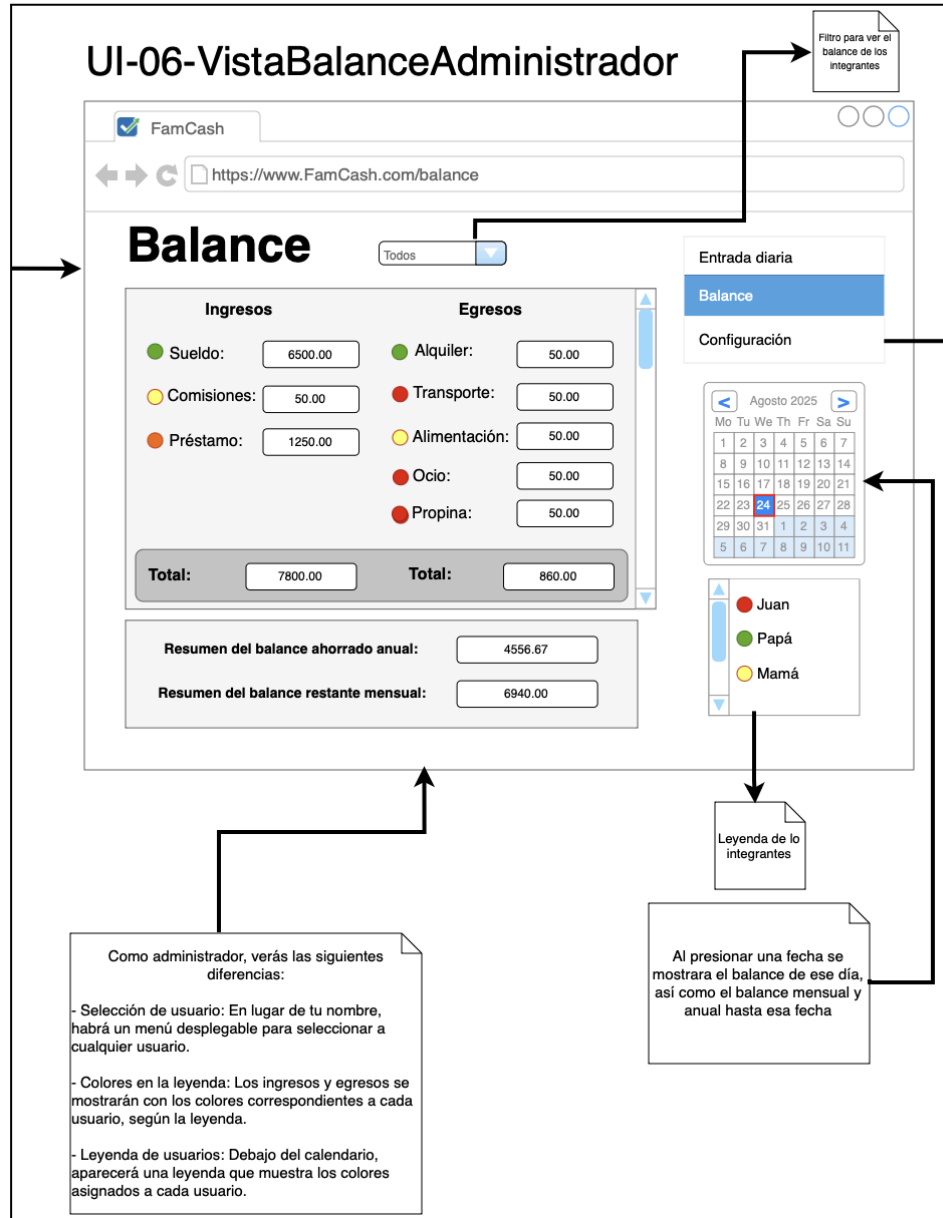 Filtro para ver el
balance de los
integrantes
UI-06-VistaBalanceAdministrador
FamCash
https://www.FamCash.com/balance
Balance
Todos
Entrada diaria
Balance
Configuración
Ingresos
Egresos
Sueldo:
6500.00
Alquiler:
50.00
Comisiones:
50.00
Transporte:
50.00
Préstamo:
1250.00
Alimentación:
50.00
Ocio:
50.00
Propina:
50.00
Total:
7800.00
Total:
860.00
< Agosto 2025 >
Mo Tu We Th Fr Sa Su
1 2 3 4 5 6 7
8 9 10 11 12 13 14
15 16 17 18 19 20 21
22 23 24 25 26 27 28
29 30 31 1 2 3 4
5 6 7 8 9 10 11
Juan
Papá
Mamá
Resumen del balance ahorrado anual:
4556.67
Resumen del balance restante mensual:
6940.00
Leyenda de lo
integrantes
Al presionar una fecha se
mostrara el balance de ese día,
así como el balance mensual y
anual hasta esa fecha
Como administrador, verás las siguientes
diferencias:
- Selección de usuario: En lugar de tu nombre,
habrá un menú desplegable para seleccionar a
cualquier usuario.
- Colores en la leyenda: Los ingresos y egresos se
mostrarán con los colores correspondientes a cada
usuario, según la leyenda.
- Leyenda de usuarios: Debajo del calendario,
aparecerá una leyenda que muestra los colores
asignados a cada usuario.